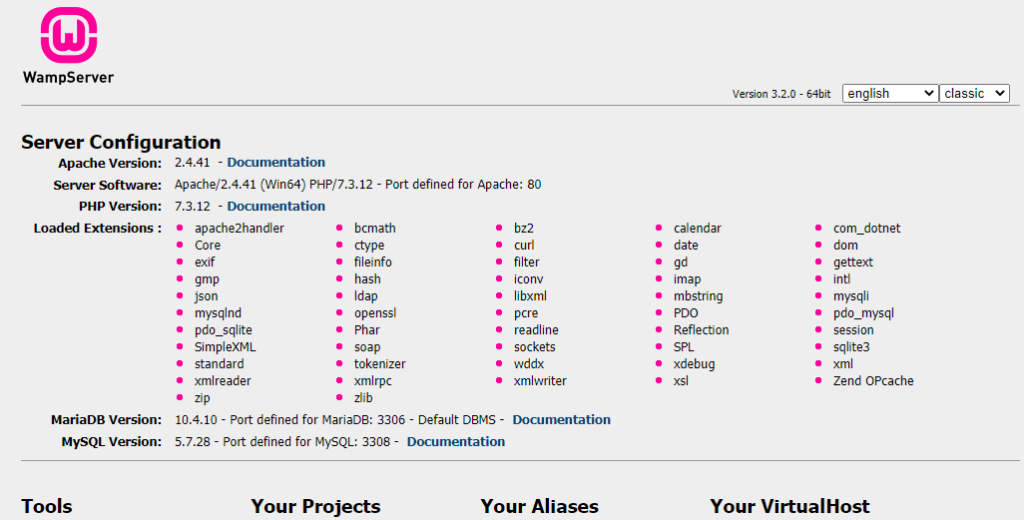 WampServer
Version 3.2.0 - 64bit english classic
Server Configuration
Apache Version: 2.4.41 - Documentation
Server Software: Apache/2.4.41 (Win64) PHP/7.3.12 - Port defined for Apache: 80
PHP Version: 7.3.12 - Documentation
Loaded Extensions : apache2handler bcmath bz2 calendar com_dotnet
Core ctype curl date dom
exif fileinfo filter gd gettext
gmp hash iconv imap intl
json ldap libxml mbstring mysqli
mysqlnd openssl pcre PDO pdo_mysql
pdo_sqlite Phar readline Reflection session
SimpleXML soap sockets SPL sqlite3
standard tokenizer wddx xdebug xml
xmlreader xmlrpc xmlwriter xsl Zend OPcache
zip zlib
MariaDB Version: 10.4.10 - Port defined for MariaDB: 3306 - Default DBMS - Documentation
MySQL Version: 5.7.28 - Port defined for MySQL: 3308 - Documentation
Tools Your Projects Your Aliases Your VirtualHost